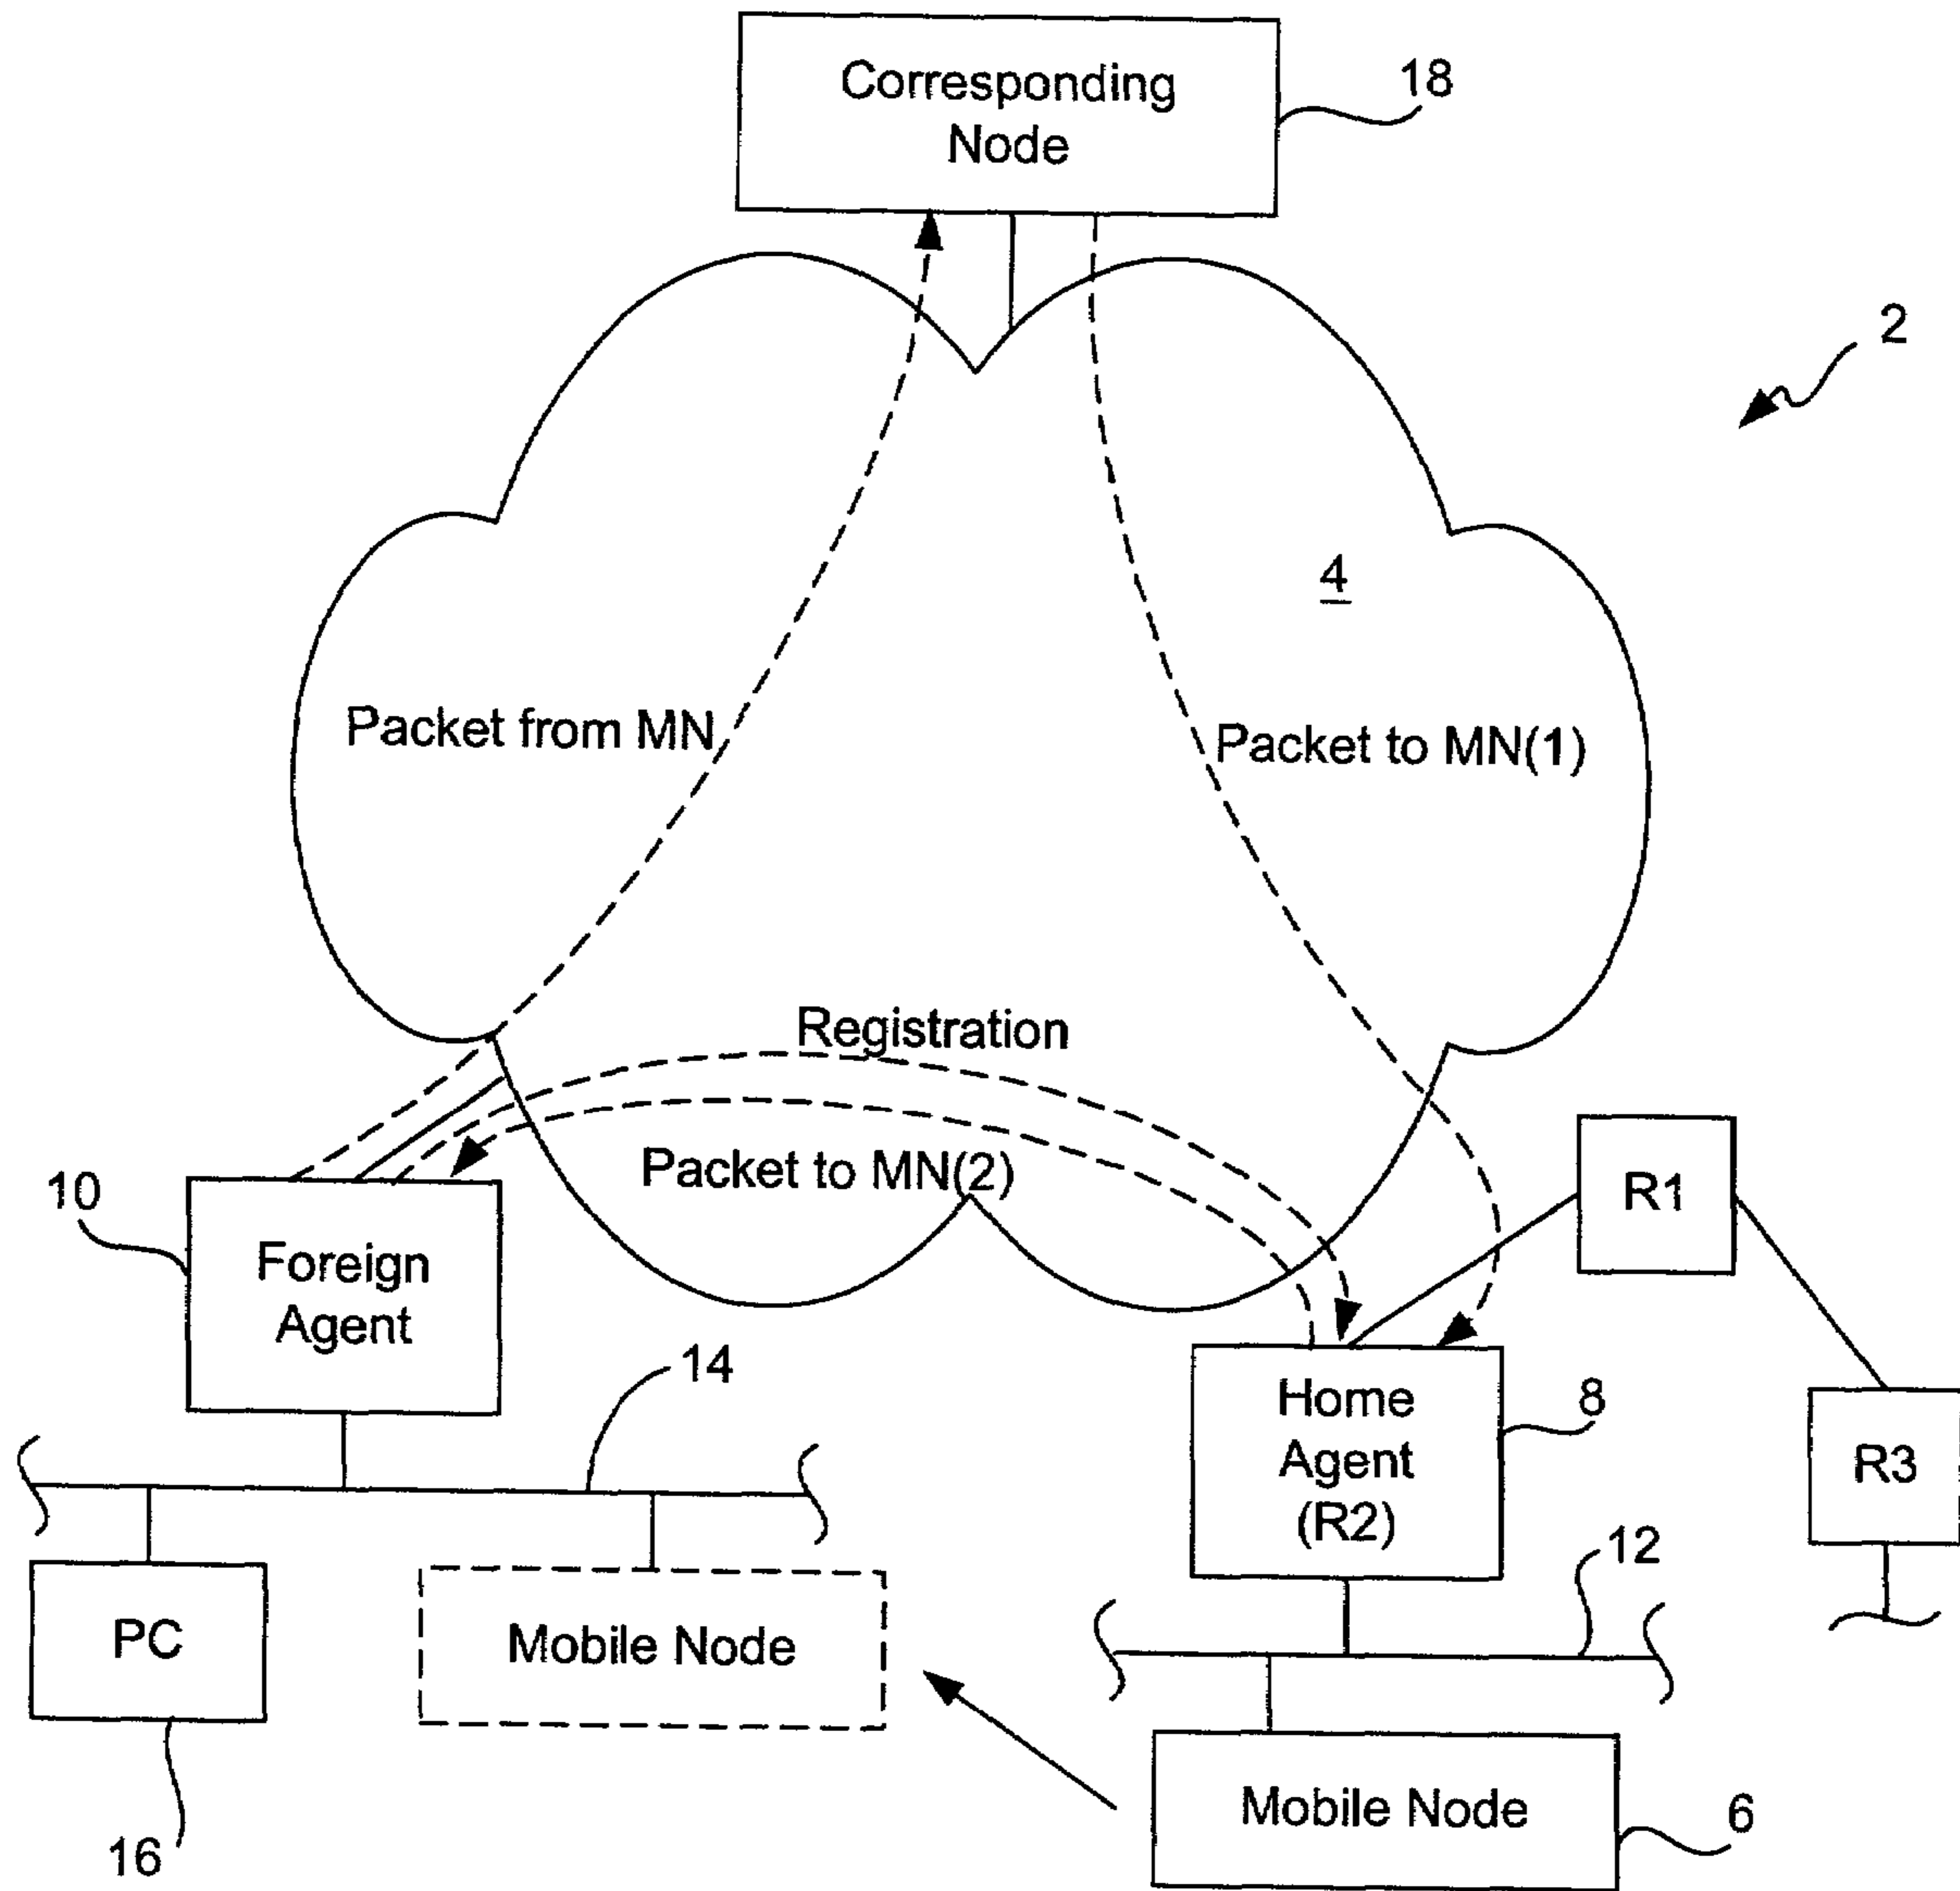 Corresponding
Node
18
2
4
Packet from MN
Packet to MN(1)
Registration
Packet to MN(2)
R1
10
Foreign
Agent
14
Home
Agent
(R2)
8
R3
12
PC
Mobile Node
16
Mobile Node
6